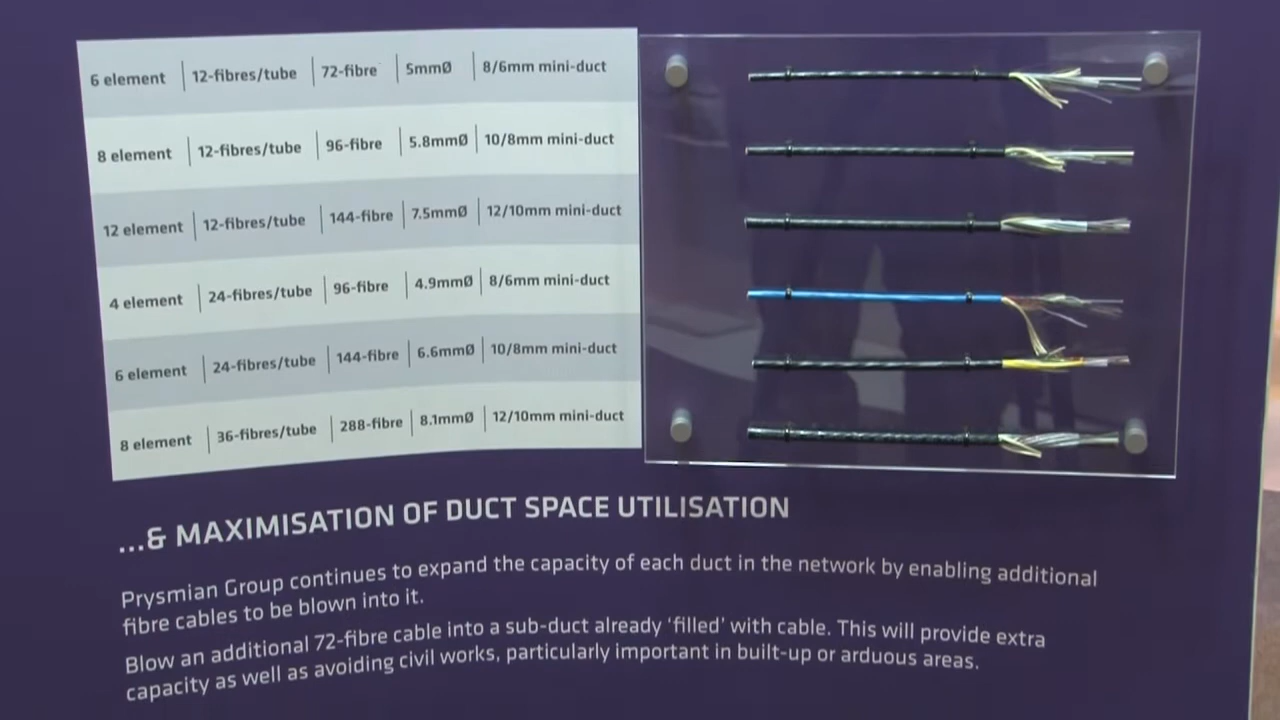 6 element | 12-fibres/tube | 72-fibre | 5mmØ | 8/6mm mini-duct
8 element | 12-fibres/tube | 96-fibre | 5.8mmØ | 10/8mm mini-duct
12 element | 12-fibres/tube | 144-fibre | 7.5mmØ | 12/10mm mini-duct
4 element | 24-fibres/tube | 96-fibre | 4.9mmØ | 8/6mm mini-duct
6 element | 24-fibres/tube | 144-fibre | 6.6mmØ | 10/8mm mini-duct
8 element | 36-fibres/tube | 288-fibre | 8.1mmØ | 12/10mm mini-duct
...& MAXIMISATION OF DUCT SPACE UTILISATION
Prysmian Group continues to expand the capacity of each duct in the network by enabling additional
fibre cables to be blown into it.
Blow an additional 72-fibre cable into a sub-duct already ‘filled’ with cable. This will provide extra
capacity as well as avoiding civil works, particularly important in built-up or arduous areas.